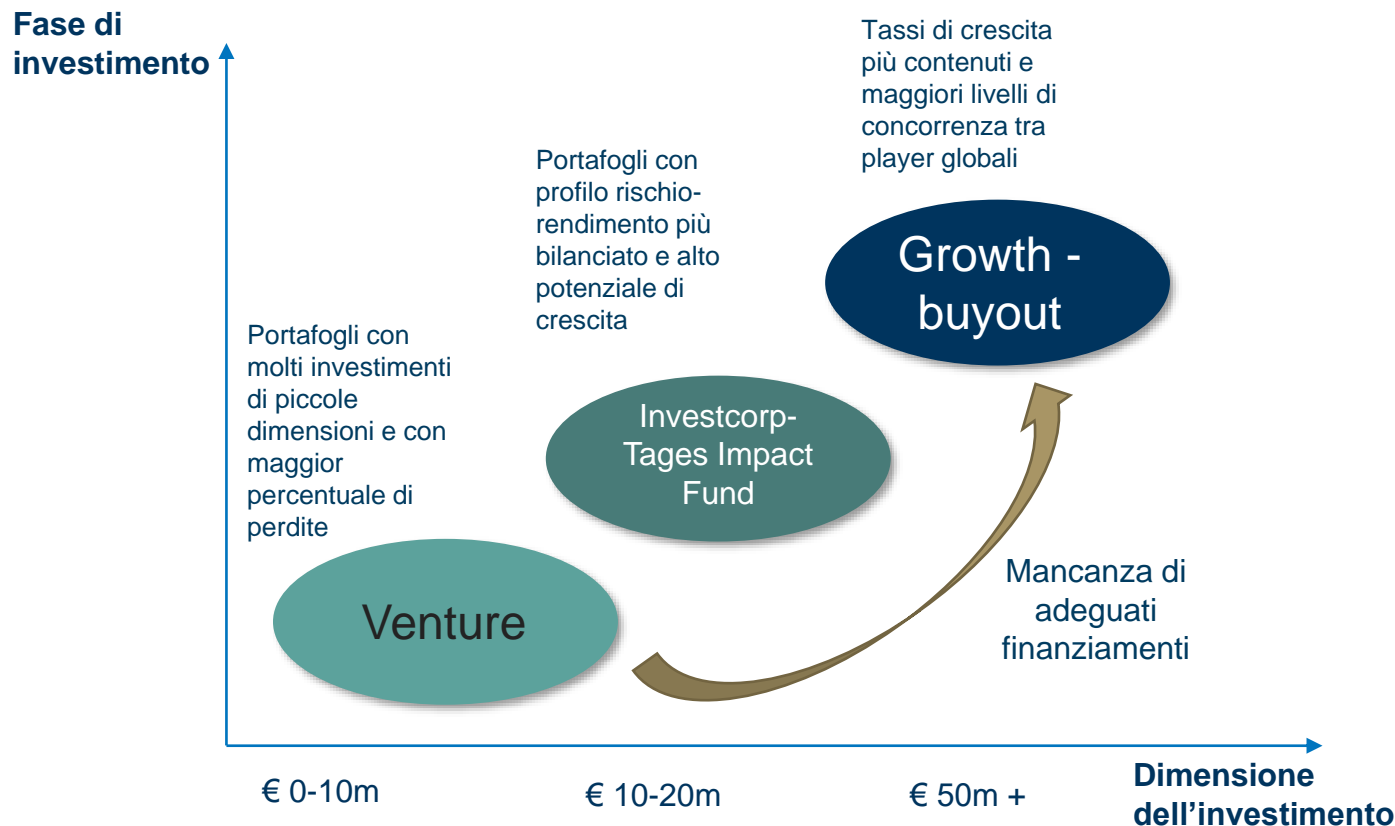 Fase di
investimento
Tassi di crescita
più contenuti e
maggiori livelli di
concorrenza tra
player globali
Portafogli con
profilo rischio-
rendimento più
bilanciato e alto
potenziale di
crescita
Growth -
buyout
Portafogli con
molti investimenti
di piccole
dimensioni e con
maggior
percentuale di
perdite
Investcorp-
Tages Impact
Fund
Venture
Mancanza di
adeguati
finanziamenti
€ 0-10m
€ 10-20m
€ 50m +
Dimensione
dell’investimento